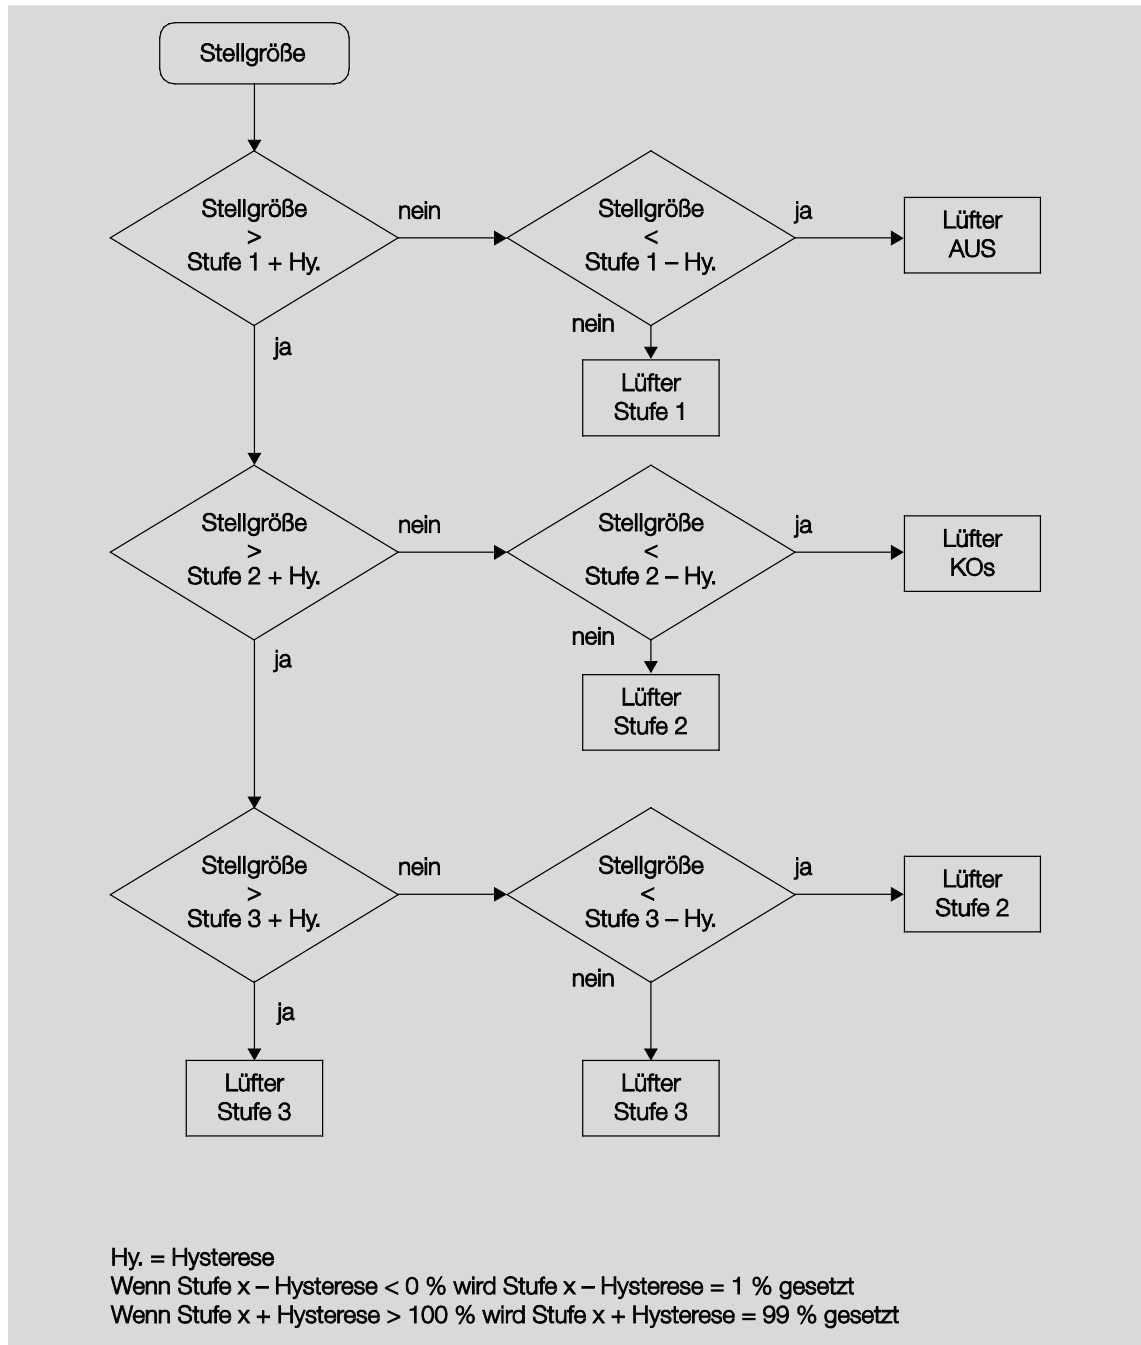 Stellgröße
Stellgröße
>
Stufe 1 + Hy.
nein
Stellgröße
<
Stufe 1 – Hy.
ja
Lüfter
AUS
nein
ja
Lüfter
Stufe 1
Stellgröße
>
Stufe 2 + Hy.
nein
Stellgröße
<
Stufe 2 – Hy.
ja
Lüfter
KOs
nein
ja
Lüfter
Stufe 2
Stellgröße
>
Stufe 3 + Hy.
nein
Stellgröße
<
Stufe 3 – Hy.
ja
Lüfter
Stufe 2
nein
ja
Lüfter
Stufe 3
Lüfter
Stufe 3
Hy. = Hysterese
Wenn Stufe x – Hysterese < 0 % wird Stufe x – Hysterese = 1 % gesetzt
Wenn Stufe x + Hysterese > 100 % wird Stufe x + Hysterese = 99 % gesetzt